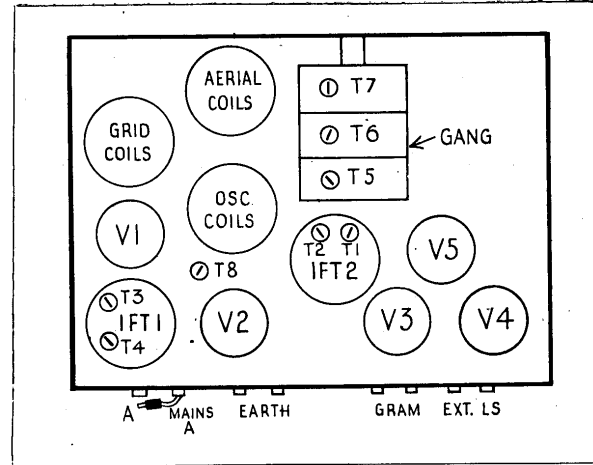 AERIAL
COILS
T7
GRID
COILS
T6
GANG
T5
OSC.
COILS
V1
T2 T1
IFT2
V5
T8
T3
IFT1
T4
V2
V3
V4
A
MAINS
A
EARTH
GRAM
EXT. LS